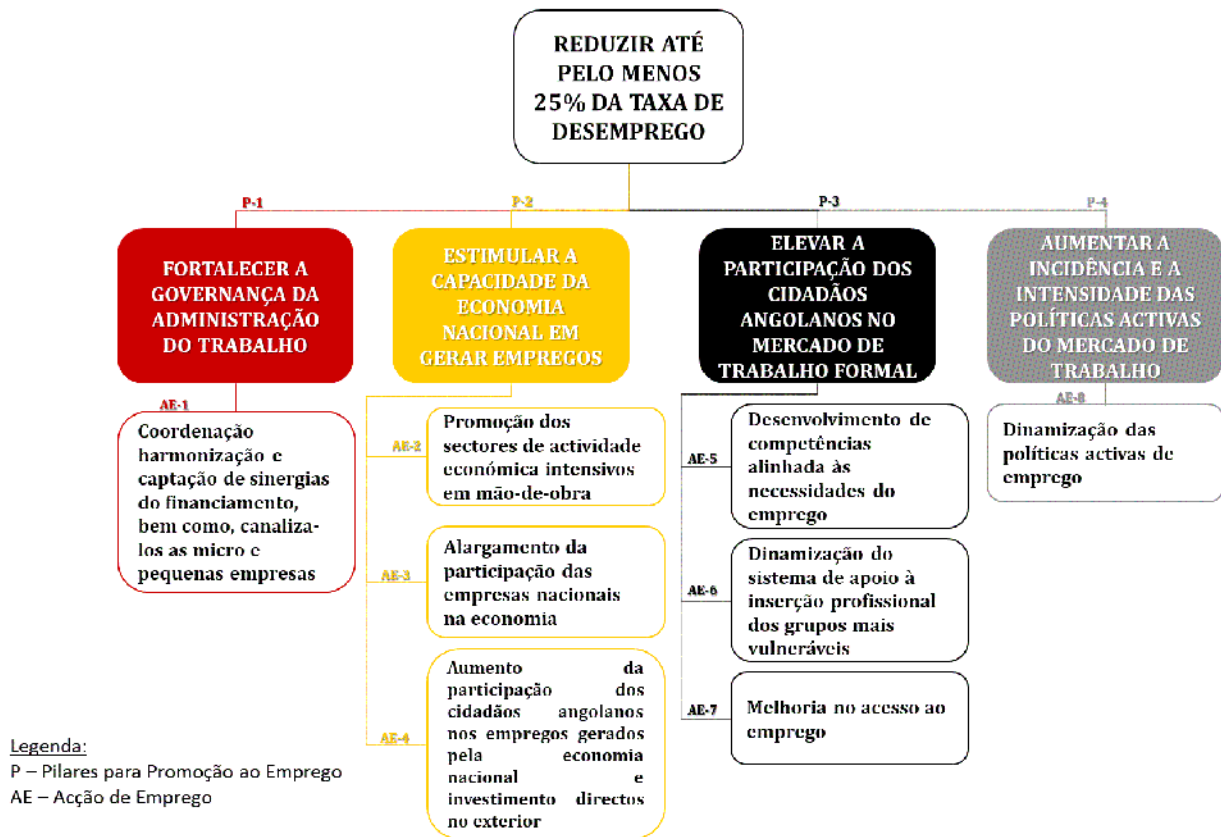 REDUZIR ATÉ
PELO MENOS
25% DA TAXA DE
DESEMPREGO
P-1
FORTALECER A
GOVERNANÇA DA
ADMINISTRAÇÃO
DO TRABALHO
AE-1
Coordenação
harmonização e
captação de sinergias
do financiamento,
bem como, canaliza-
los as micro e
pequenas empresas
P-2
ESTIMULAR A
CAPACIDADE DA
ECONOMIA
NACIONAL EM
GERAR EMPREGOS
AE-2
Promoção dos
sectores de actividade
económica intensivos
em mão-de-obra
AE-3
Alargamento da
participação das
empresas nacionais
na economia
AE-4
Aumento da
participação dos
cidadãos angolanos
nos empregos gerados
pela economia
nacional e
investimento directos
no exterior
P-3
ELEVAR A
PARTICIPAÇÃO DOS
CIDADÃOS
ANGOLANOS NO
MERCADO DE
TRABALHO FORMAL
AE-5
Desenvolvimento de
competências
alinhada às
necessidades do
emprego
AE-6
Dinamização do
sistema de apoio à
inserção profissional
dos grupos mais
vulneráveis
AE-7
Melhoria no acesso ao
emprego
P-4
AUMENTAR A
INCIDÊNCIA E A
INTENSIDADE DAS
POLÍTICAS ACTIVAS
DO MERCADO DE
TRABALHO
AE-8
Dinamização das
políticas activas de
emprego
Legenda:
P – Pilares para Promoção ao Emprego
AE – Acção de Emprego